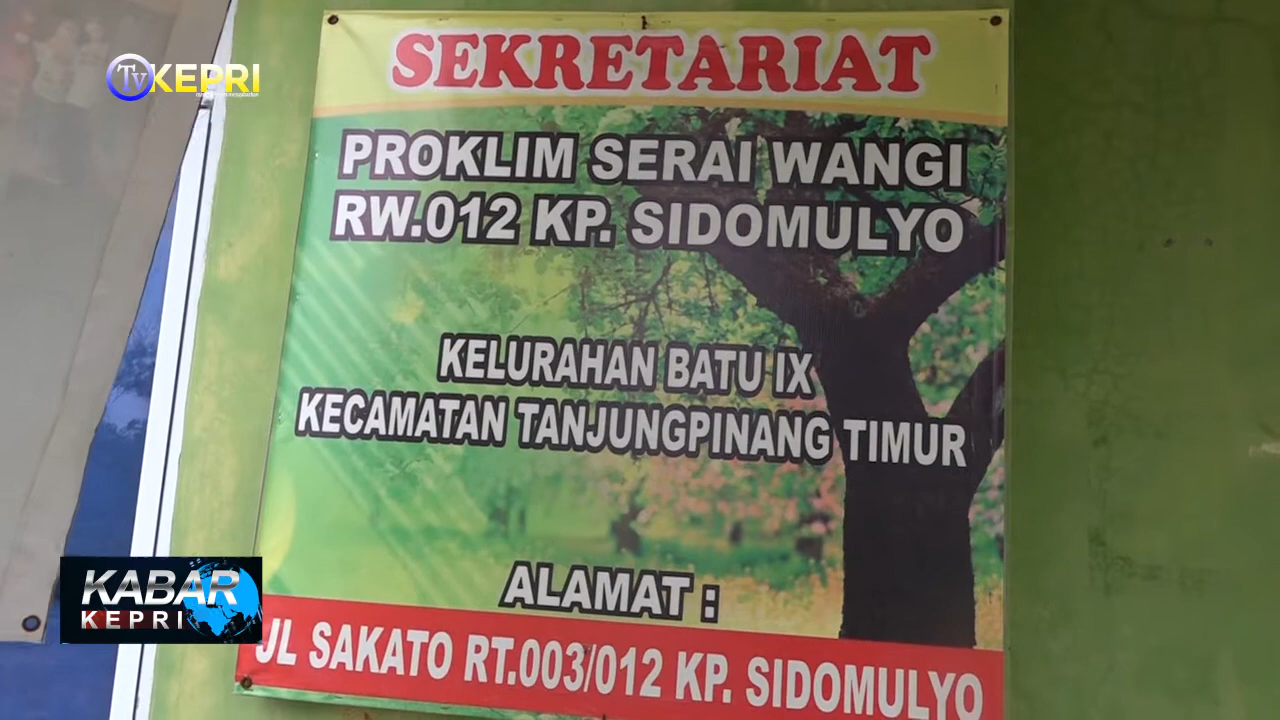 Tv KEPRI
SEKRETARIAT
PROKLIM SERAI WANGI
RW.012 KP. SIDOMULYO
KELURAHAN BATU IX
KECAMATAN TANJUNGPINANG TIMUR
ALAMAT :
JL SAKATO RT.003/012 KP. SIDOMULYO
KABAR
KEPRI